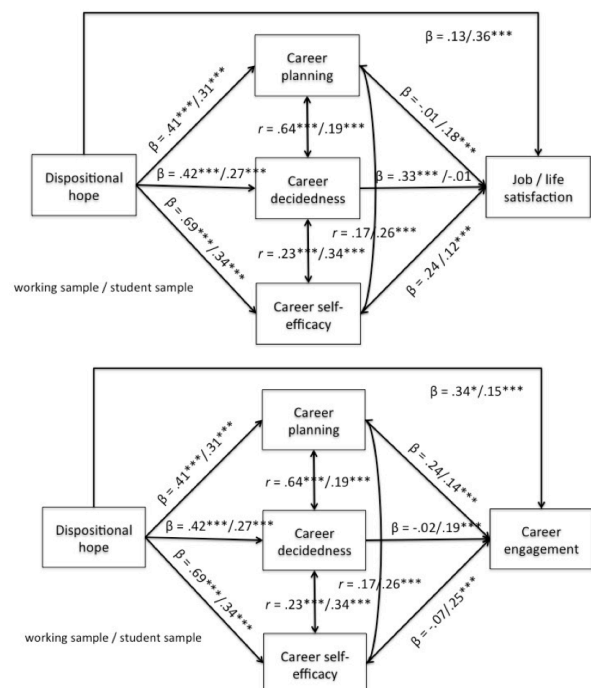 β = .13/.36***
Career
planning
β = .41***/.31***
β = -.01/.18***
r = .64***/.19***
Dispositional
hope
β = .42***/.27***
Career
decidedness
β = .33*** /-.01
Job / life
satisfaction
r = .17/.26***
β = .69***/.34***
r = .23***/.34***
β = .24/.12***
working sample / student sample
Career self-
efficacy
β = .34*/.15***
Career
planning
β = .41***/.31***
β = .24/.14***
r = .64***/.19***
Dispositional
hope
β = .42***/.27***
Career
decidedness
β = -.02/.19***
Career
engagement
r = .17/.26***
β = .69***/.34***
r = .23***/.34***
β = -.07/.25***
working sample / student sample
Career self-
efficacy